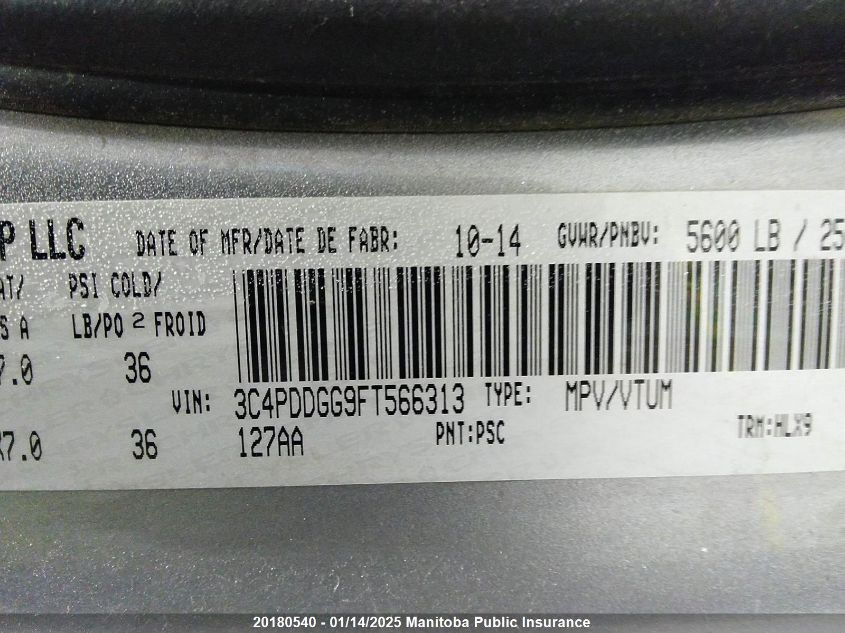 P LLC DATE OF MFR/DATE DE FABR: 10-14 GVWR/PNBV: 5600 LB / 25
AT/ PSI COLD/
S A LB/PO 2 FROID
7.0 36
VIN: 3C4PDDGG9FT566313 TYPE: MPV/VTUM
X7.0 36 127AA PNT:PSC TRM:HLX9
20180540 - 01/14/2025 Manitoba Public Insurance